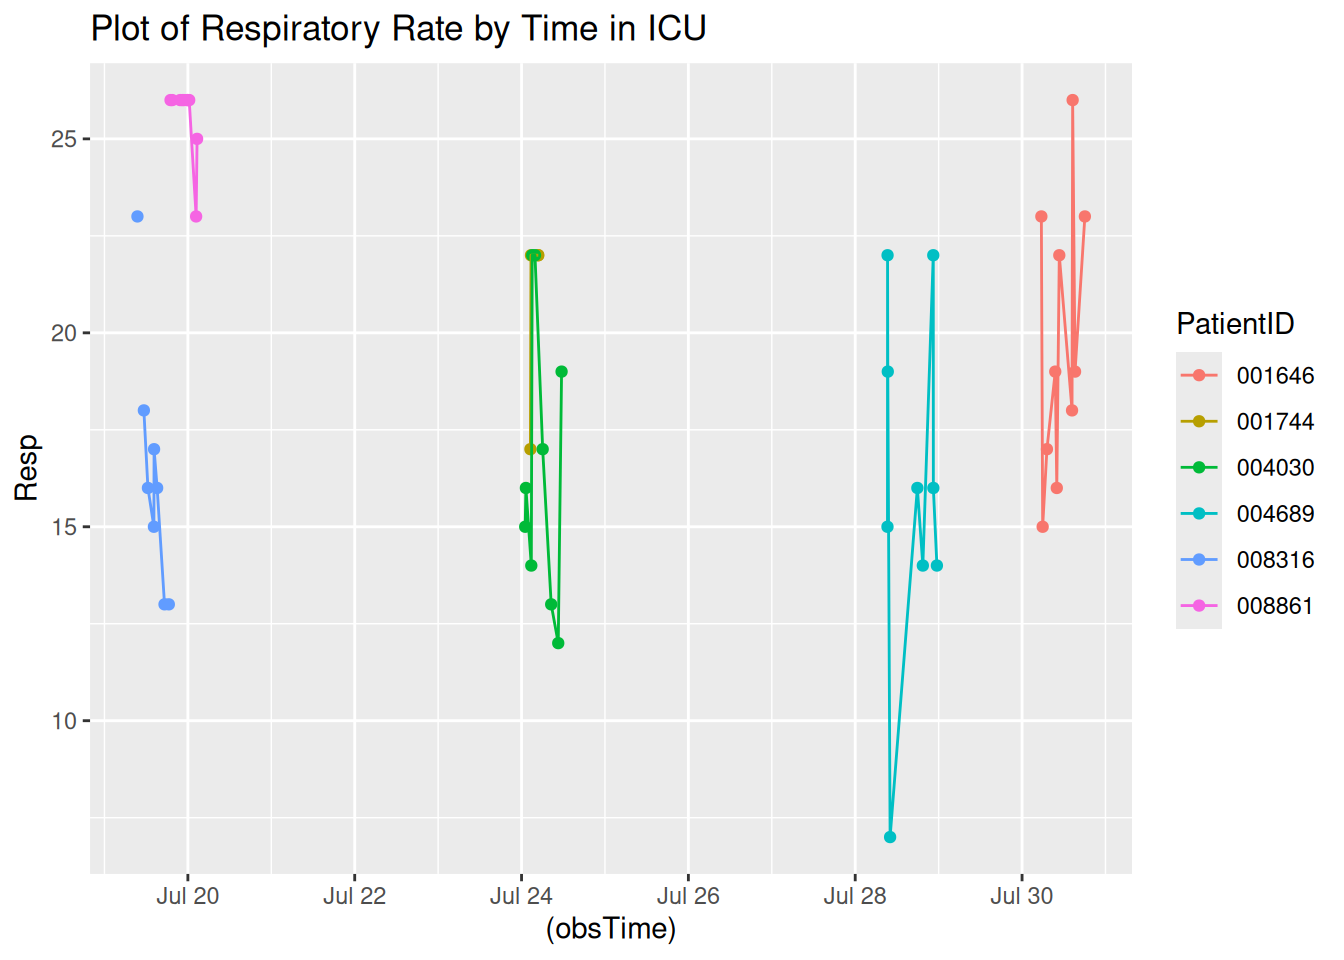 Plot of Respiratory Rate by Time in ICU
25
20
15
10
Resp
Jul 20
Jul 22
Jul 24
Jul 26
Jul 28
Jul 30
(obsTime)
PatientID
001646
001744
004030
004689
008316
008861